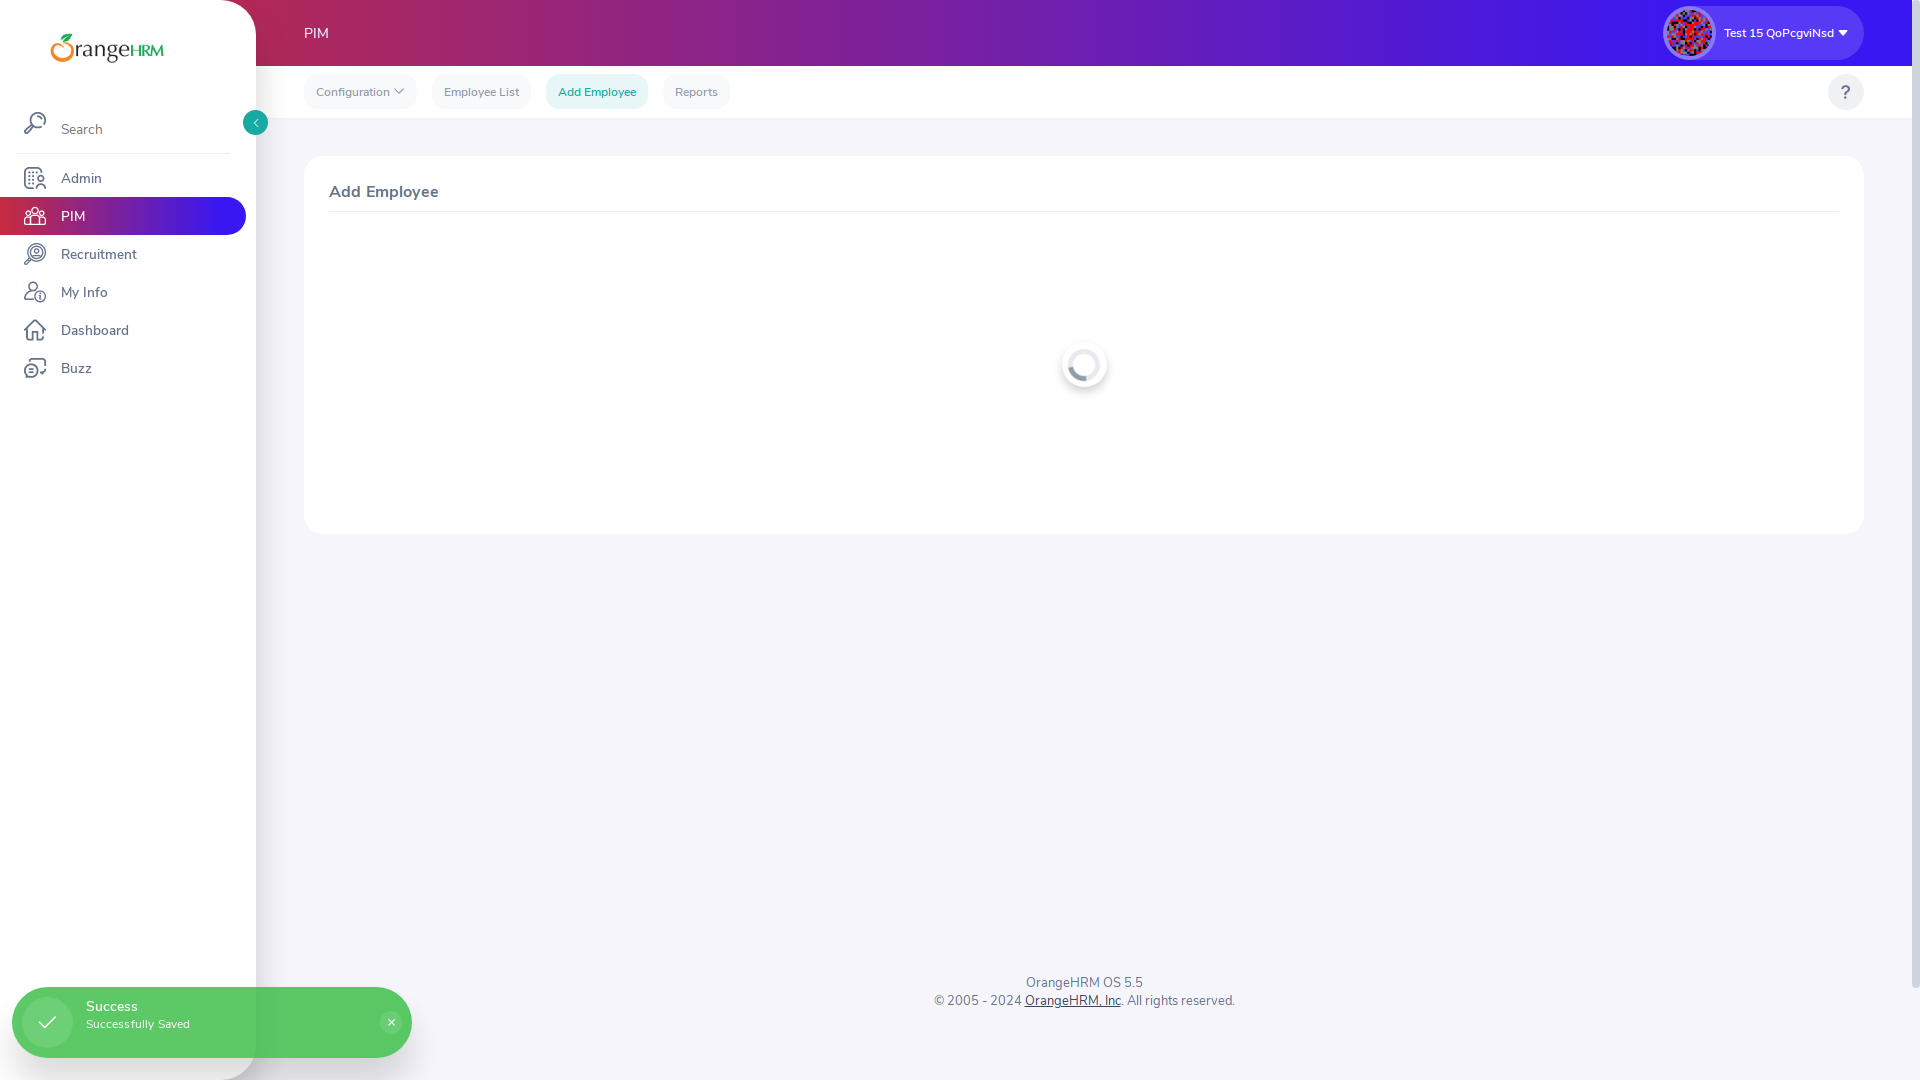 OrangeHRM
PIM
Test 15 QoPcgviNsd
Configuration
Employee List
Add Employee
Reports
?
Search
Admin
PIM
Recruitment
My Info
Dashboard
Buzz
Add Employee
OrangeHRM OS 5.5
© 2005 - 2024 OrangeHRM, Inc. All rights reserved.
Success
Successfully Saved